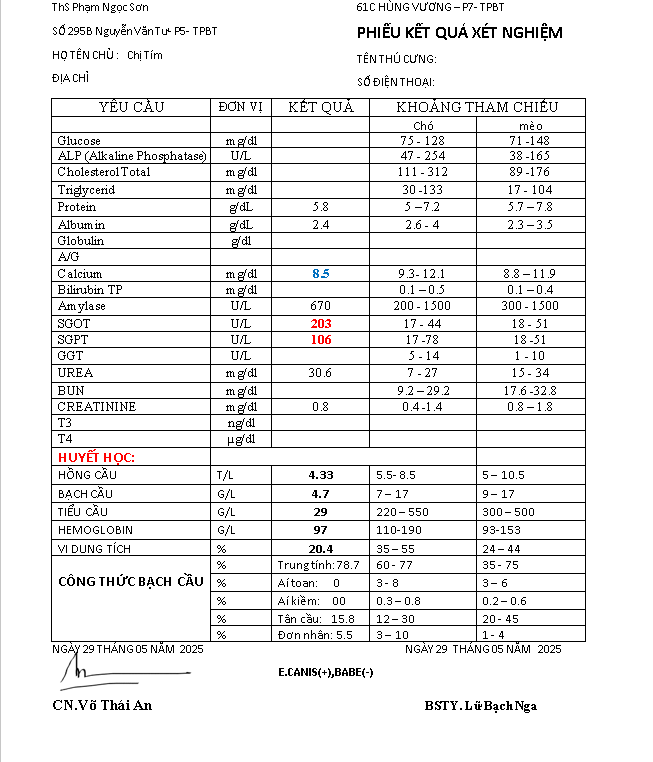 ThS Phạm Ngọc Sơn 61C HÙNG VƯƠNG – P7- TPBT
SỐ 295B Nguyễn Văn Tư- P5- TPBT PHIẾU KẾT QUẢ XÉT NGHIỆM
HỌ TÊN CHỦ : Chị Tím TÊN THÚ CƯNG:
ĐỊA CHỈ SỐ ĐIỆN THOẠI:
YÊU CẦU ĐƠN VỊ KẾT QUẢ KHOẢNG THAM CHIẾU
Chó mèo
Glucose mg/dl 75 - 128 71 -148
ALP (Alkaline Phosphatase) U/L 47 - 254 38 -165
Cholesterol Total mg/dl 111 - 312 89 -176
Triglycerid mg/dl 30 -133 17 - 104
Protein g/dL 5.8 5 –7.2 5.7 – 7.8
Albumin g/dL 2.4 2.6 - 4 2.3 – 3.5
Globulin g/dl
A/G
Calcium mg/dl 8.5 9.3- 12.1 8.8 – 11.9
Bilirubin TP mg/dl 0.1 – 0.5 0.1 – 0.4
Amylase U/L 670 200 - 1500 300 - 1500
SGOT U/L 203 17 - 44 18 - 51
SGPT U/L 106 17 -78 18 -51
GGT U/L 5 - 14 1 - 10
UREA mg/dl 30.6 7 - 27 15 - 34
BUN mg/dl 9.2 – 29.2 17.6 -32.8
CREATININE mg/dl 0.8 0.4 -1.4 0.8 – 1.8
T3 ng/dl
T4 µg/dl
HUYẾT HỌC:
HỒNG CẦU T/L 4.33 5.5- 8.5 5 – 10.5
BẠCH CẦU G/L 4.7 7 – 17 9 – 17
TIỂU CẦU G/L 29 220 – 550 300 – 500
HEMOGLOBIN G/L 97 110-190 93-153
VI DUNG TÍCH % 20.4 35 – 55 24 – 44
CÔNG THỨC BẠCH CẦU % Trung tính: 78.7 60 - 77 35 - 75
% Aí toan: 0 3 - 8 3 – 6
% Aí kiềm: 00 0.3 – 0.8 0.2 – 0.6
% Tân cầu: 15.8 12 – 30 20 - 45
% Đơn nhân: 5.5 3 – 10 1 - 4
NGÀY 29 THÁNG 05 NĂM 2025 NGÀY 29 THÁNG 05 NĂM 2025
E.CANIS(+),BABE(-)
CN.Võ Thái An BSTY. Lữ Bạch Nga